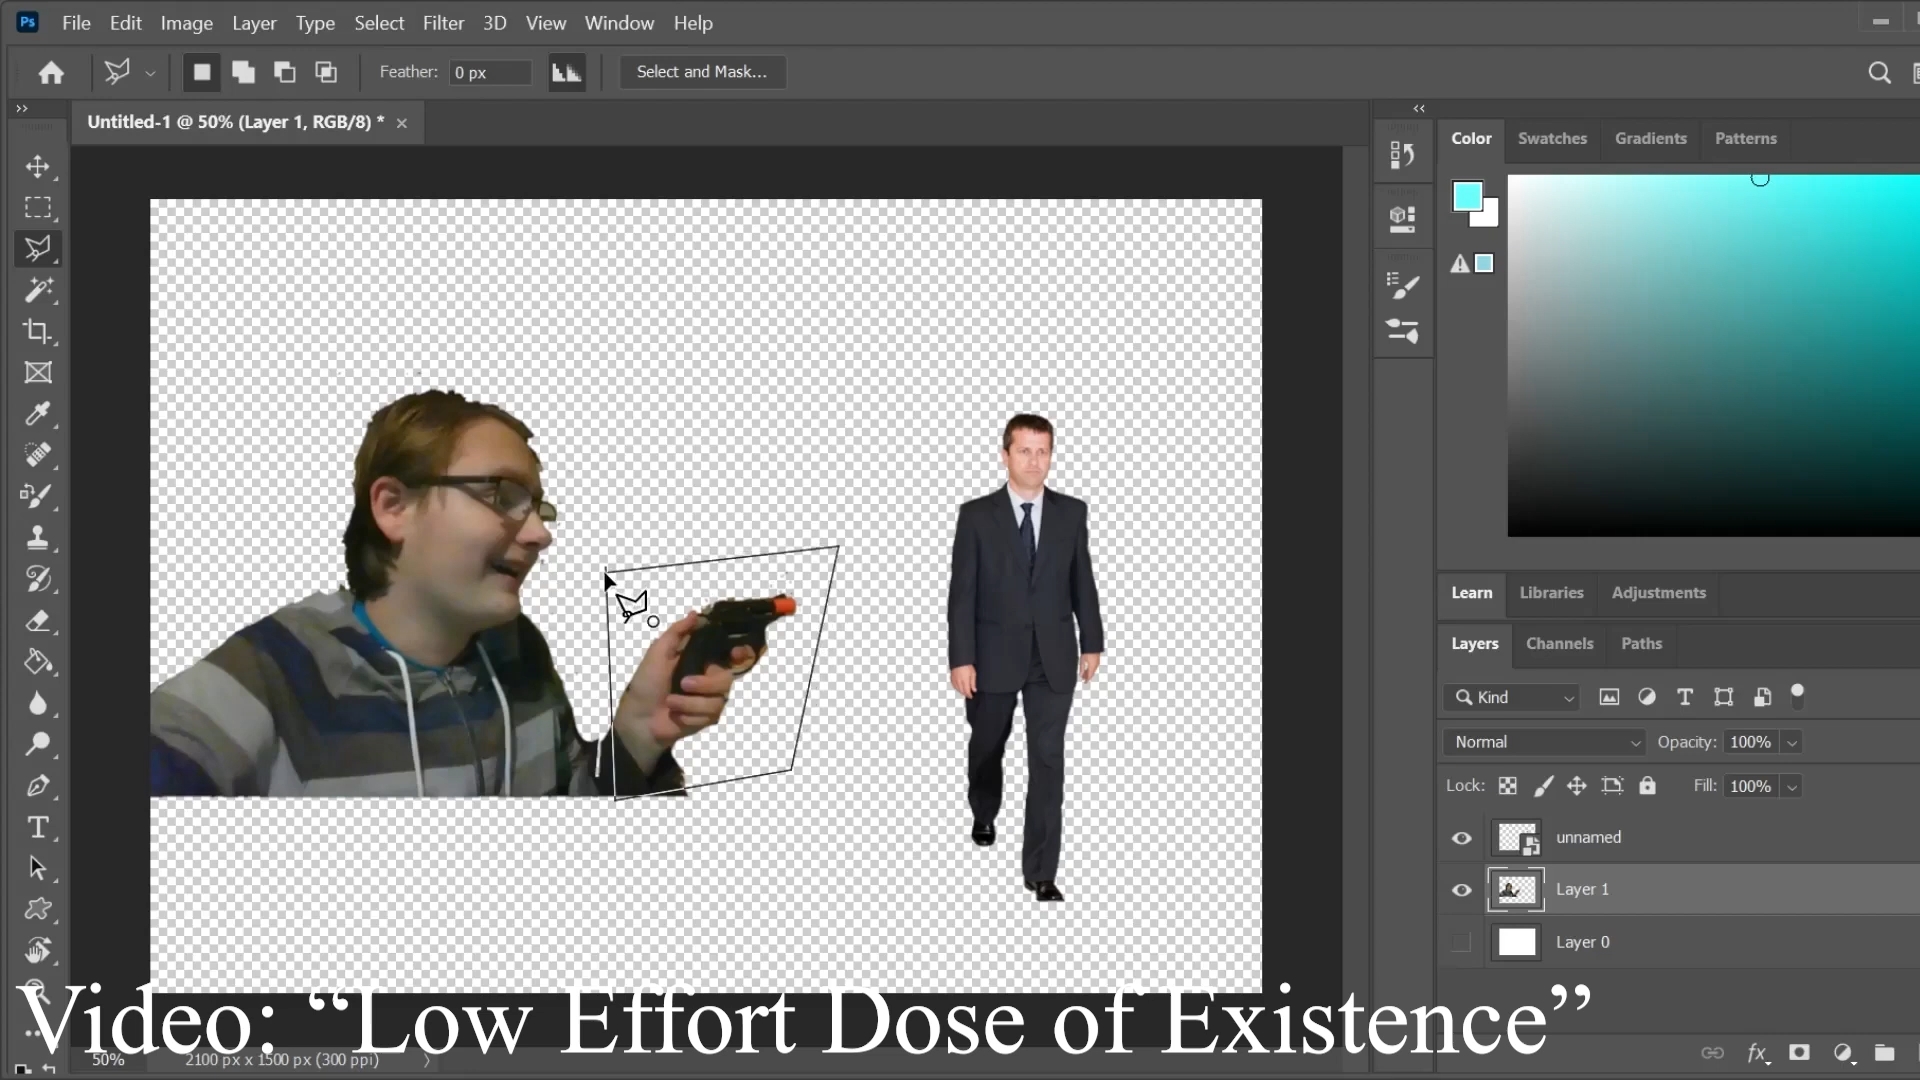 Ps File Edit Image Layer Type Select Filter 3D View Window Help
Feather: 0 px Select and Mask...
Untitled-1 @ 50% (Layer 1, RGB/8) * ×
Color Swatches Gradients Patterns
Learn Libraries Adjustments
Layers Channels Paths
Kind
Normal Opacity: 100%
Lock: Fill: 100%
unnamed
Layer 1
Layer 0
Video: “Low Effort Dose of Existence”
50% 2100 px x 1500 px (300 ppi)
fx